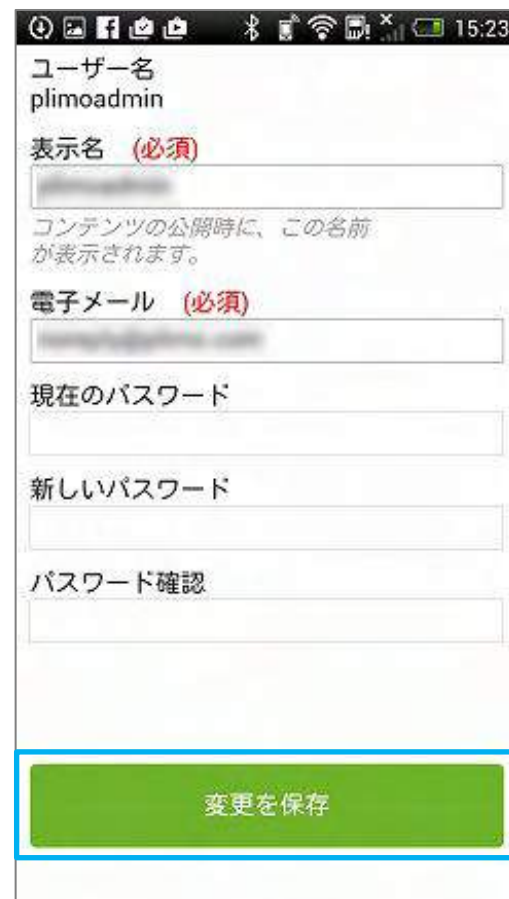 15:23
ユーザー名
plimoadmin
表示名 (必須)
コンテンツの公開時に、この名前
が表示されます。
電子メール (必須)
現在のパスワード
新しいパスワード
パスワード確認
変更を保存